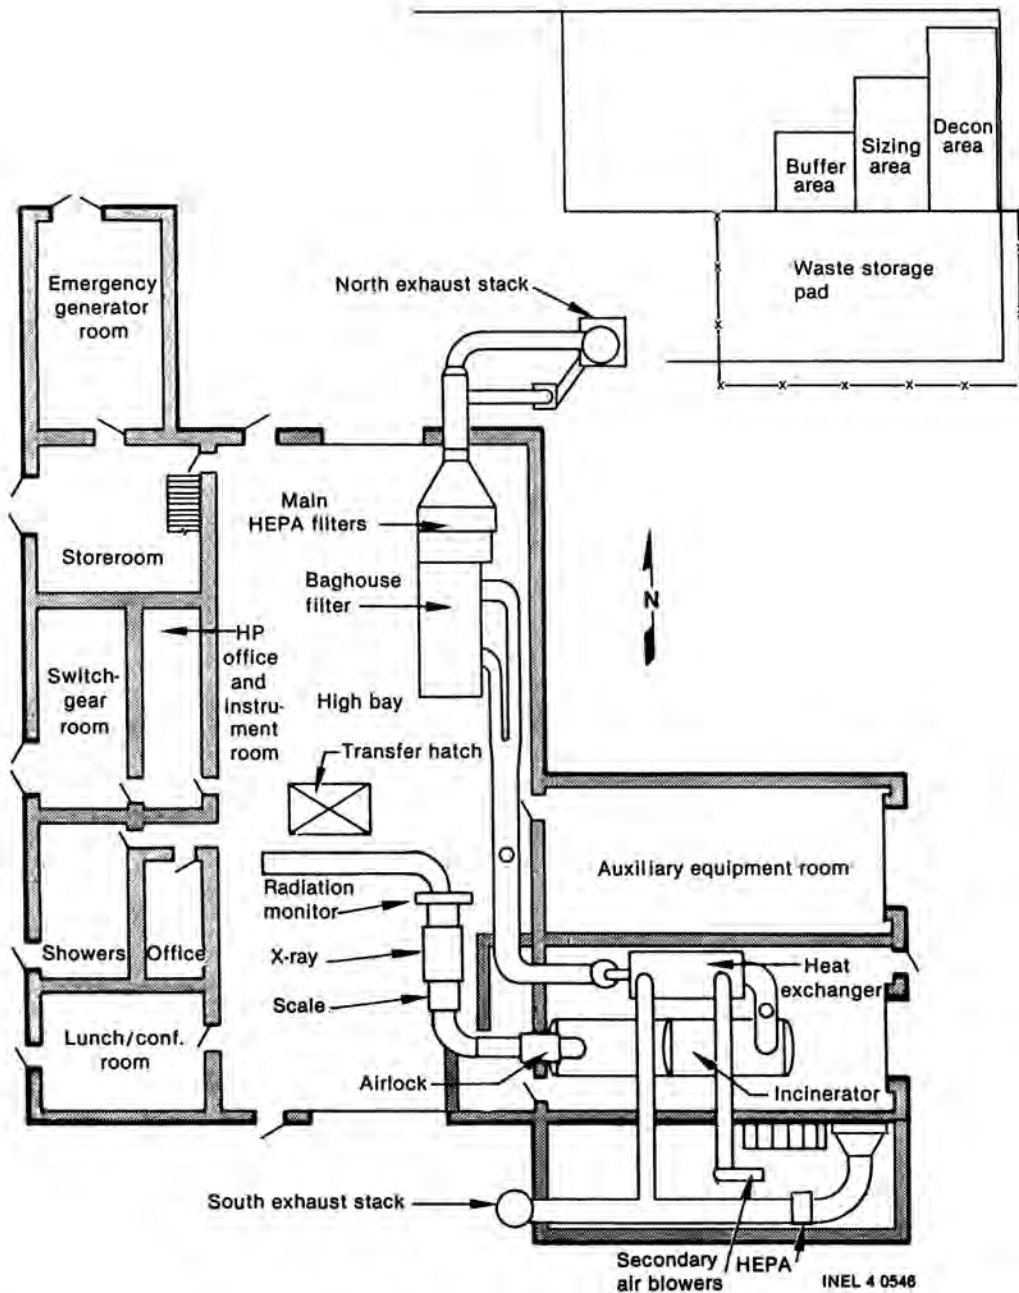 Decon
area
Sizing
area
Buffer
area
Waste storage
pad
Emergency
generator
room
North exhaust stack
Main
HEPA filters
Storeroom
Baghouse
filter
N
HP
office
and
instru-
ment
room
Switch-
gear
room
High bay
Transfer hatch
Auxiliary equipment room
Radiation
monitor
Showers
Office
X-ray
Heat
exchanger
Scale
Lunch/conf.
room
Airlock
Incinerator
South exhaust stack
Secondary
air blowers
HEPA
INEL 4 0546